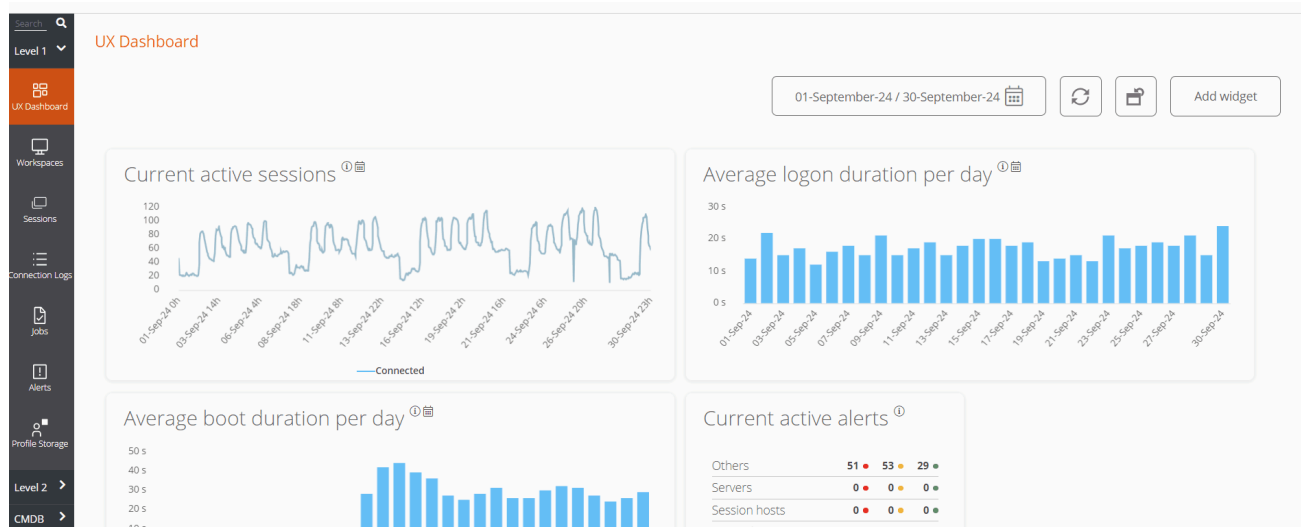 Search
Level 1
UX Dashboard
Workspaces
Sessions
Connection Logs
Jobs
Alerts
Profile Storage
Level 2
CMDB
UX Dashboard
01-September-24 / 30-September-24
Add widget
Current active sessions
120
100
80
60
40
20
0
01-Sep-24 0h
03-Sep-24 14h
06-Sep-24 4h
08-Sep-24 18h
11-Sep-24 8h
13-Sep-24 22h
16-Sep-24 12h
19-Sep-24 2h
21-Sep-24 16h
24-Sep-24 6h
26-Sep-24 20h
30-Sep-24 23h
Connected
Average logon duration per day
30 s
20 s
10 s
0 s
01-Sep-24
03-Sep-24
05-Sep-24
07-Sep-24
09-Sep-24
11-Sep-24
13-Sep-24
15-Sep-24
17-Sep-24
19-Sep-24
21-Sep-24
23-Sep-24
25-Sep-24
27-Sep-24
30-Sep-24
Average boot duration per day
50 s
40 s
30 s
20 s
Current active alerts
Others 51 53 29
Servers 0 0 0
Session hosts 0 0 0